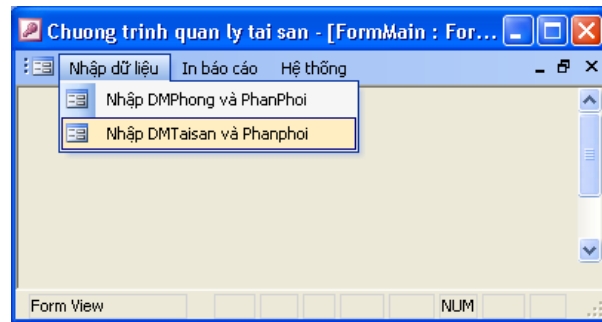 Chuong trinh quan ly tai san - [FormMain : For...
Nhập dữ liệu In báo cáo Hệ thống
Nhập DMPhong và PhanPhoi
Nhập DMTaisan và Phanphoi
Form View NUM